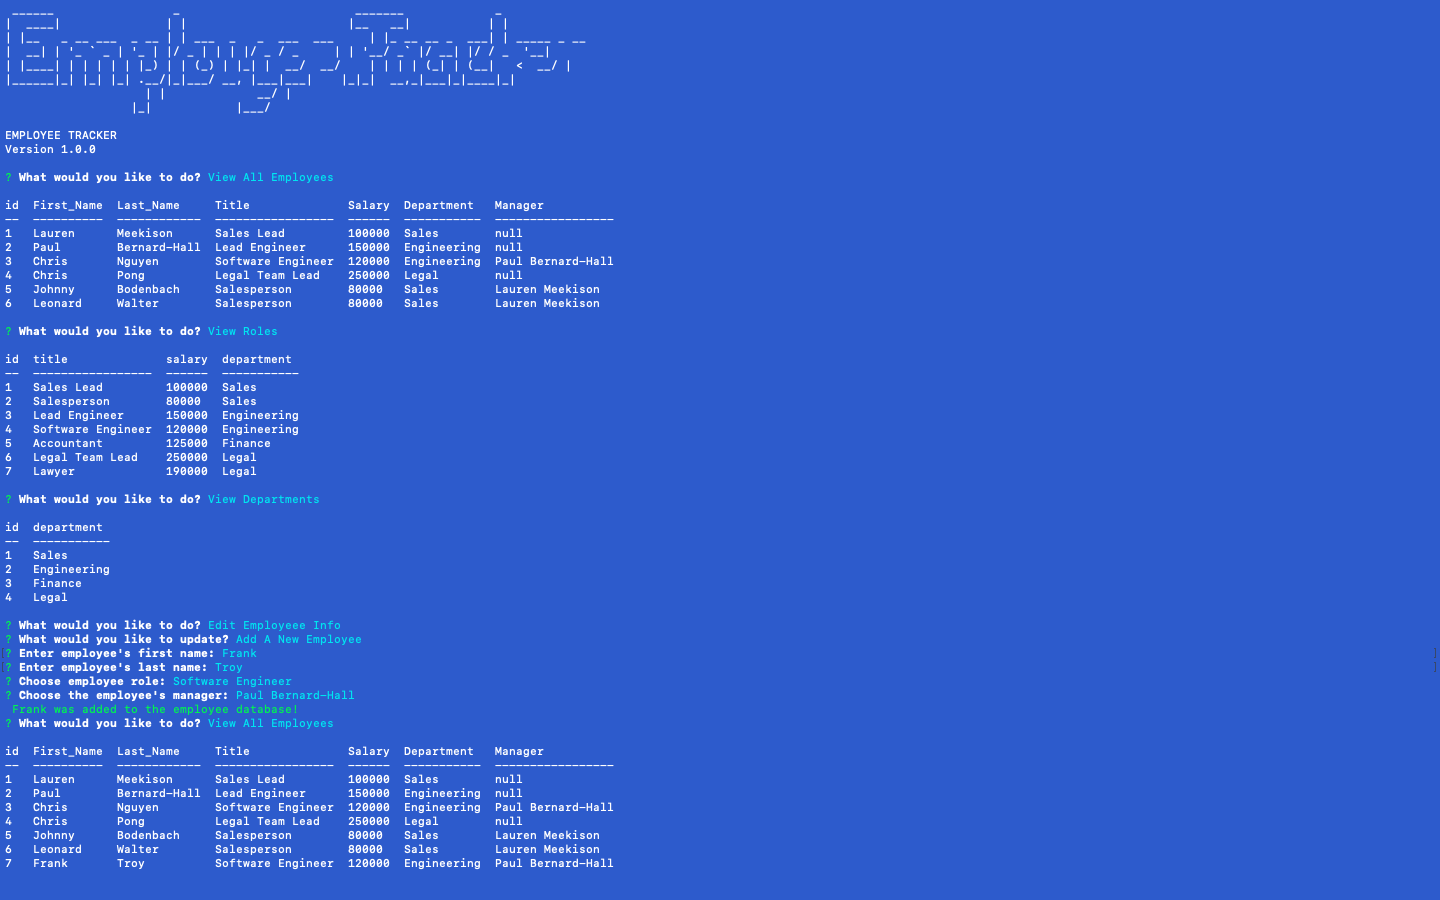 EMPLOYEE TRACKER
Version 1.0.0
? What would you like to do? View All Employees
id First_Name Last_Name Title Salary Department Manager
1 Lauren Meekison Sales Lead 100000 Sales null
2 Paul Bernard-Hall Lead Engineer 150000 Engineering null
3 Chris Nguyen Software Engineer 120000 Engineering Paul Bernard-Hall
4 Chris Pong Legal Team Lead 250000 Legal null
5 Johnny Bodenbach Salesperson 80000 Sales Lauren Meekison
6 Leonard Walter Salesperson 80000 Sales Lauren Meekison
? What would you like to do? View Roles
id title salary department
1 Sales Lead 100000 Sales
2 Salesperson 80000 Sales
3 Lead Engineer 150000 Engineering
4 Software Engineer 120000 Engineering
5 Accountant 125000 Finance
6 Legal Team Lead 250000 Legal
7 Lawyer 190000 Legal
? What would you like to do? View Departments
id department
1 Sales
2 Engineering
3 Finance
4 Legal
? What would you like to do? Edit Employeee Info
? What would you like to update? Add A New Employee
? Enter employee's first name: Frank
? Enter employee's last name: Troy
? Choose employee role: Software Engineer
? Choose the employee's manager: Paul Bernard-Hall
Frank was added to the employee database!
? What would you like to do? View All Employees
id First_Name Last_Name Title Salary Department Manager
1 Lauren Meekison Sales Lead 100000 Sales null
2 Paul Bernard-Hall Lead Engineer 150000 Engineering null
3 Chris Nguyen Software Engineer 120000 Engineering Paul Bernard-Hall
4 Chris Pong Legal Team Lead 250000 Legal null
5 Johnny Bodenbach Salesperson 80000 Sales Lauren Meekison
6 Leonard Walter Salesperson 80000 Sales Lauren Meekison
7 Frank Troy Software Engineer 120000 Engineering Paul Bernard-Hall